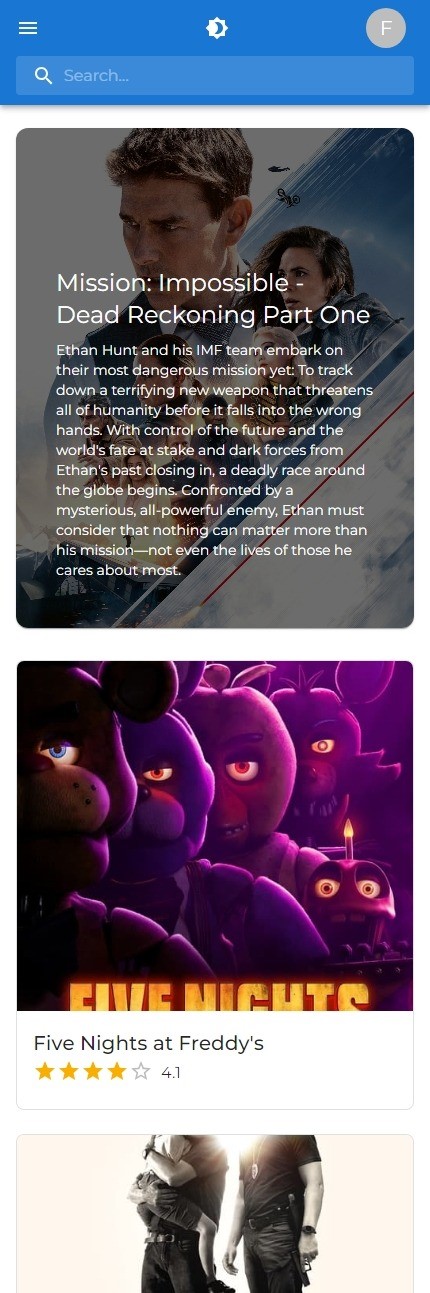 F
Search...
Mission: Impossible -
Dead Reckoning Part One
Ethan Hunt and his IMF team embark on
their most dangerous mission yet: To track
down a terrifying new weapon that threatens
all of humanity before it falls into the wrong
hands. With control of the future and the
world's fate at stake and dark forces from
Ethan's past closing in, a deadly race around
the globe begins. Confronted by a
mysterious, all-powerful enemy, Ethan must
consider that nothing can matter more than
his mission—not even the lives of those he
cares about most.
FIVE NIGHTS
Five Nights at Freddy's
4.1